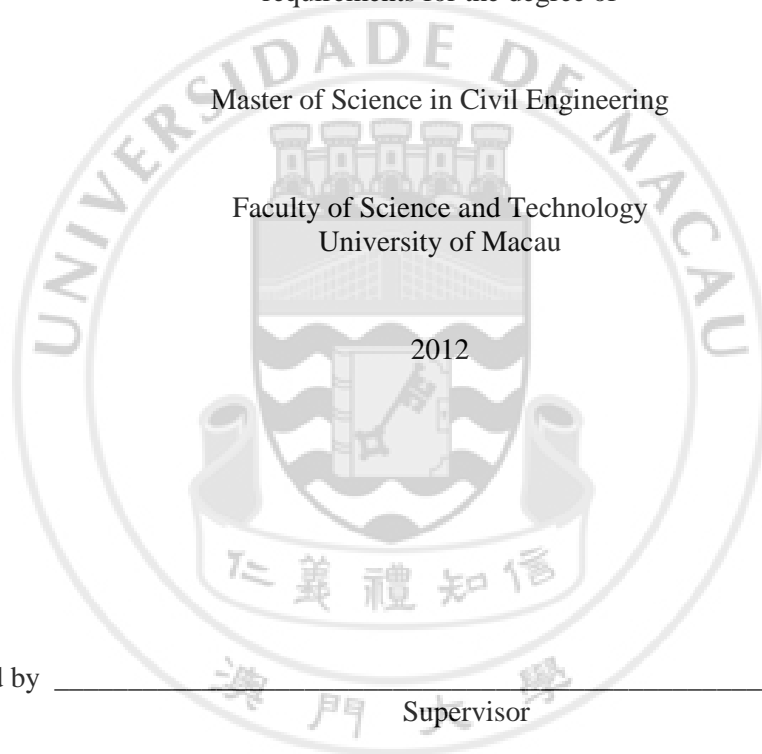 requirements for the degree of
UNIVERSIDADE DE MACAU
Master of Science in Civil Engineering
Faculty of Science and Technology
University of Macau
2012
仁義禮知信
d by ________________________________________
Supervisor
澳門大學